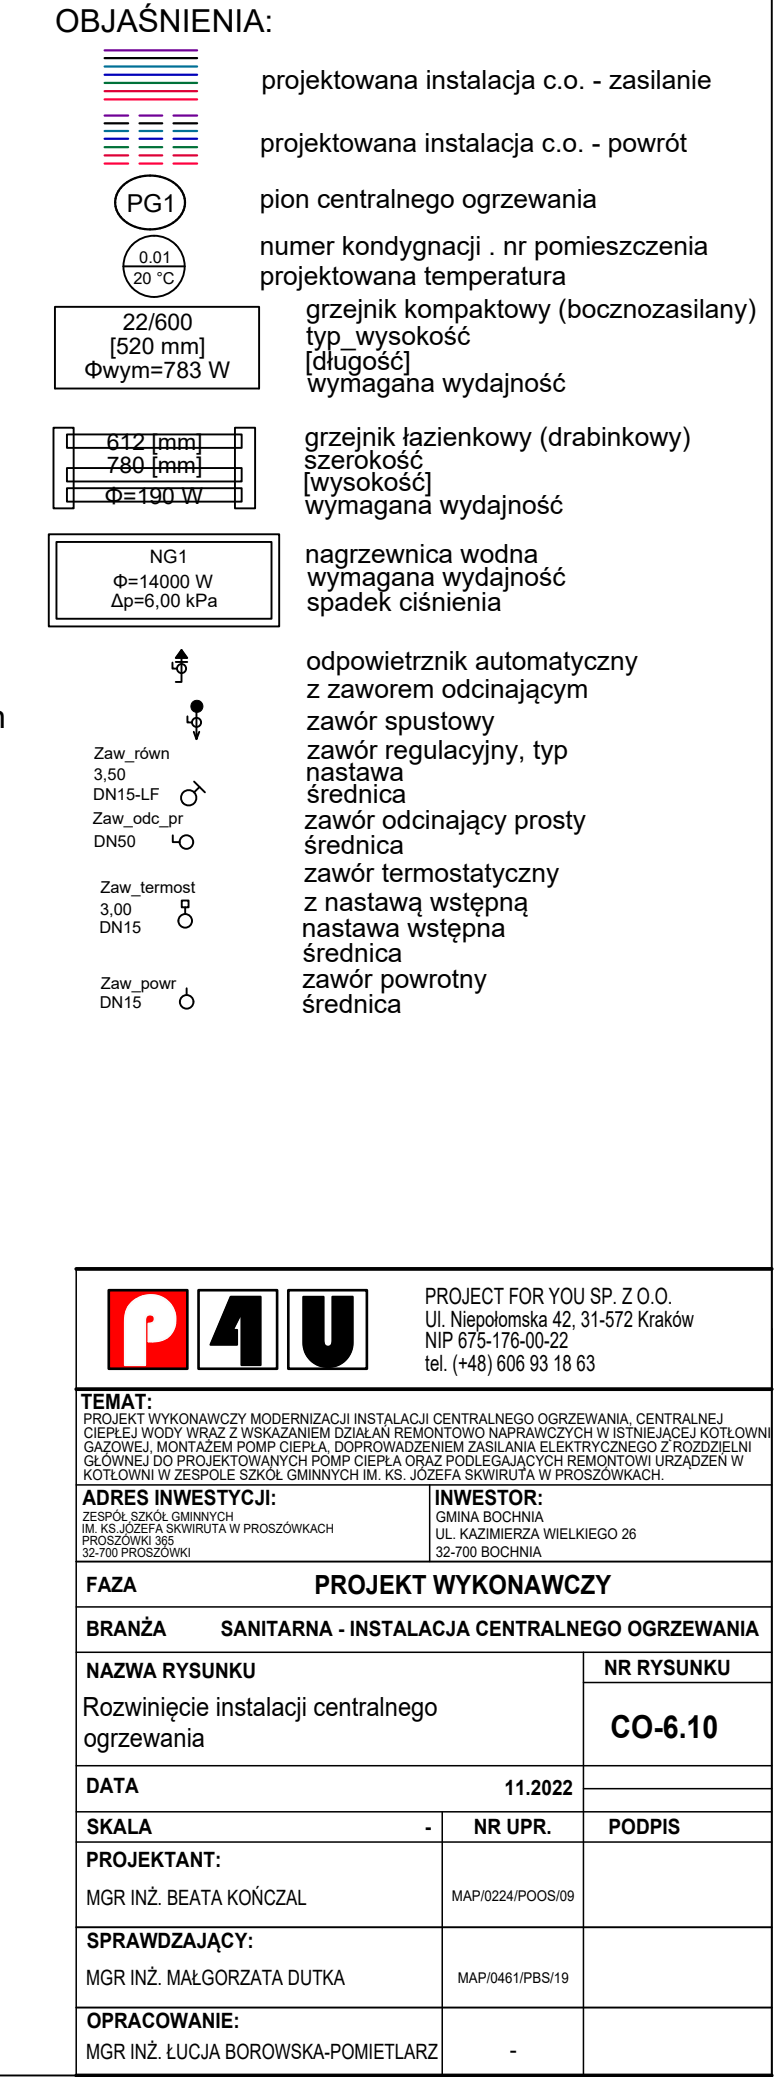 OBJAŚNIENIA:
projektowana instalacja c.o. - zasilanie
projektowana instalacja c.o. - powrót
PG1
pion centralnego ogrzewania
0.01
20 °C
numer kondygnacji . nr pomieszczenia
projektowana temperatura
22/600
[520 mm]
Φwym=783 W
grzejnik kompaktowy (bocznozasilany)
typ_wysokość
[długość]
wymagana wydajność
612 [mm]
780 [mm]
Φ=190 W
grzejnik łazienkowy (drabinkowy)
szerokość
[wysokość]
wymagana wydajność
NG1
Φ=14000 W
Δp=6,00 kPa
nagrzewnica wodna
wymagana wydajność
spadek ciśnienia
odpowietrznik automatyczny
z zaworem odcinającym
zawór spustowy
Zaw_równ
3,50
DN15-LF
zawór regulacyjny, typ
nastawa
średnica
Zaw_odc_pr
DN50
zawór odcinający prosty
średnica
Zaw_termost
3,00
DN15
zawór termostatyczny
z nastawą wstępną
nastawa wstępna
średnica
Zaw_powr
DN15
zawór powrotny
średnica
P4U
PROJECT FOR YOU SP. Z O.O.
Ul. Niepołomska 42, 31-572 Kraków
NIP 675-176-00-22
tel. (+48) 606 93 18 63
TEMAT:
PROJEKT WYKONAWCZY MODERNIZACJI INSTALACJI CENTRALNEGO OGRZEWANIA, CENTRALNEJ
CIEPŁEJ WODY WRAZ Z WSKAZANIEM DZIAŁAŃ REMONTOWO NAPRAWCZYCH W ISTNIEJĄCEJ KOTŁOWNI
GAZOWEJ, MONTAŻEM POMP CIEPŁA, DOPROWADZENIEM ZASILANIA ELEKTRYCZNEGO Z ROZDZIELNI
GŁÓWNEJ DO PROJEKTOWANYCH POMP CIEPŁA ORAZ PODLEGAJĄCYCH REMONTOWI URZĄDZEŃ W
KOTŁOWNI W ZESPOLE SZKÓŁ GMINNYCH IM. KS. JÓZEFA SKWIRUTA W PROSZÓWKACH.
ADRES INWESTYCJI:
ZESPÓŁ SZKÓŁ GMINNYCH
IM. KS.JÓZEFA SKWIRUTA W PROSZÓWKACH
PROSZÓWKI 365
32-700 PROSZÓWKI
INWESTOR:
GMINA BOCHNIA
UL. KAZIMIERZA WIELKIEGO 26
32-700 BOCHNIA
FAZA PROJEKT WYKONAWCZY
BRANŻA SANITARNA - INSTALACJA CENTRALNEGO OGRZEWANIA
NAZWA RYSUNKU
Rozwinięcie instalacji centralnego
ogrzewania
NR RYSUNKU
CO-6.10
DATA 11.2022
SKALA - NR UPR. PODPIS
PROJEKTANT:
MGR INŻ. BEATA KOŃCZAL MAP/0224/POOS/09
SPRAWDZAJĄCY:
MGR INŻ. MAŁGORZATA DUTKA MAP/0461/PBS/19
OPRACOWANIE:
MGR INŻ. ŁUCJA BOROWSKA-POMIETLARZ -